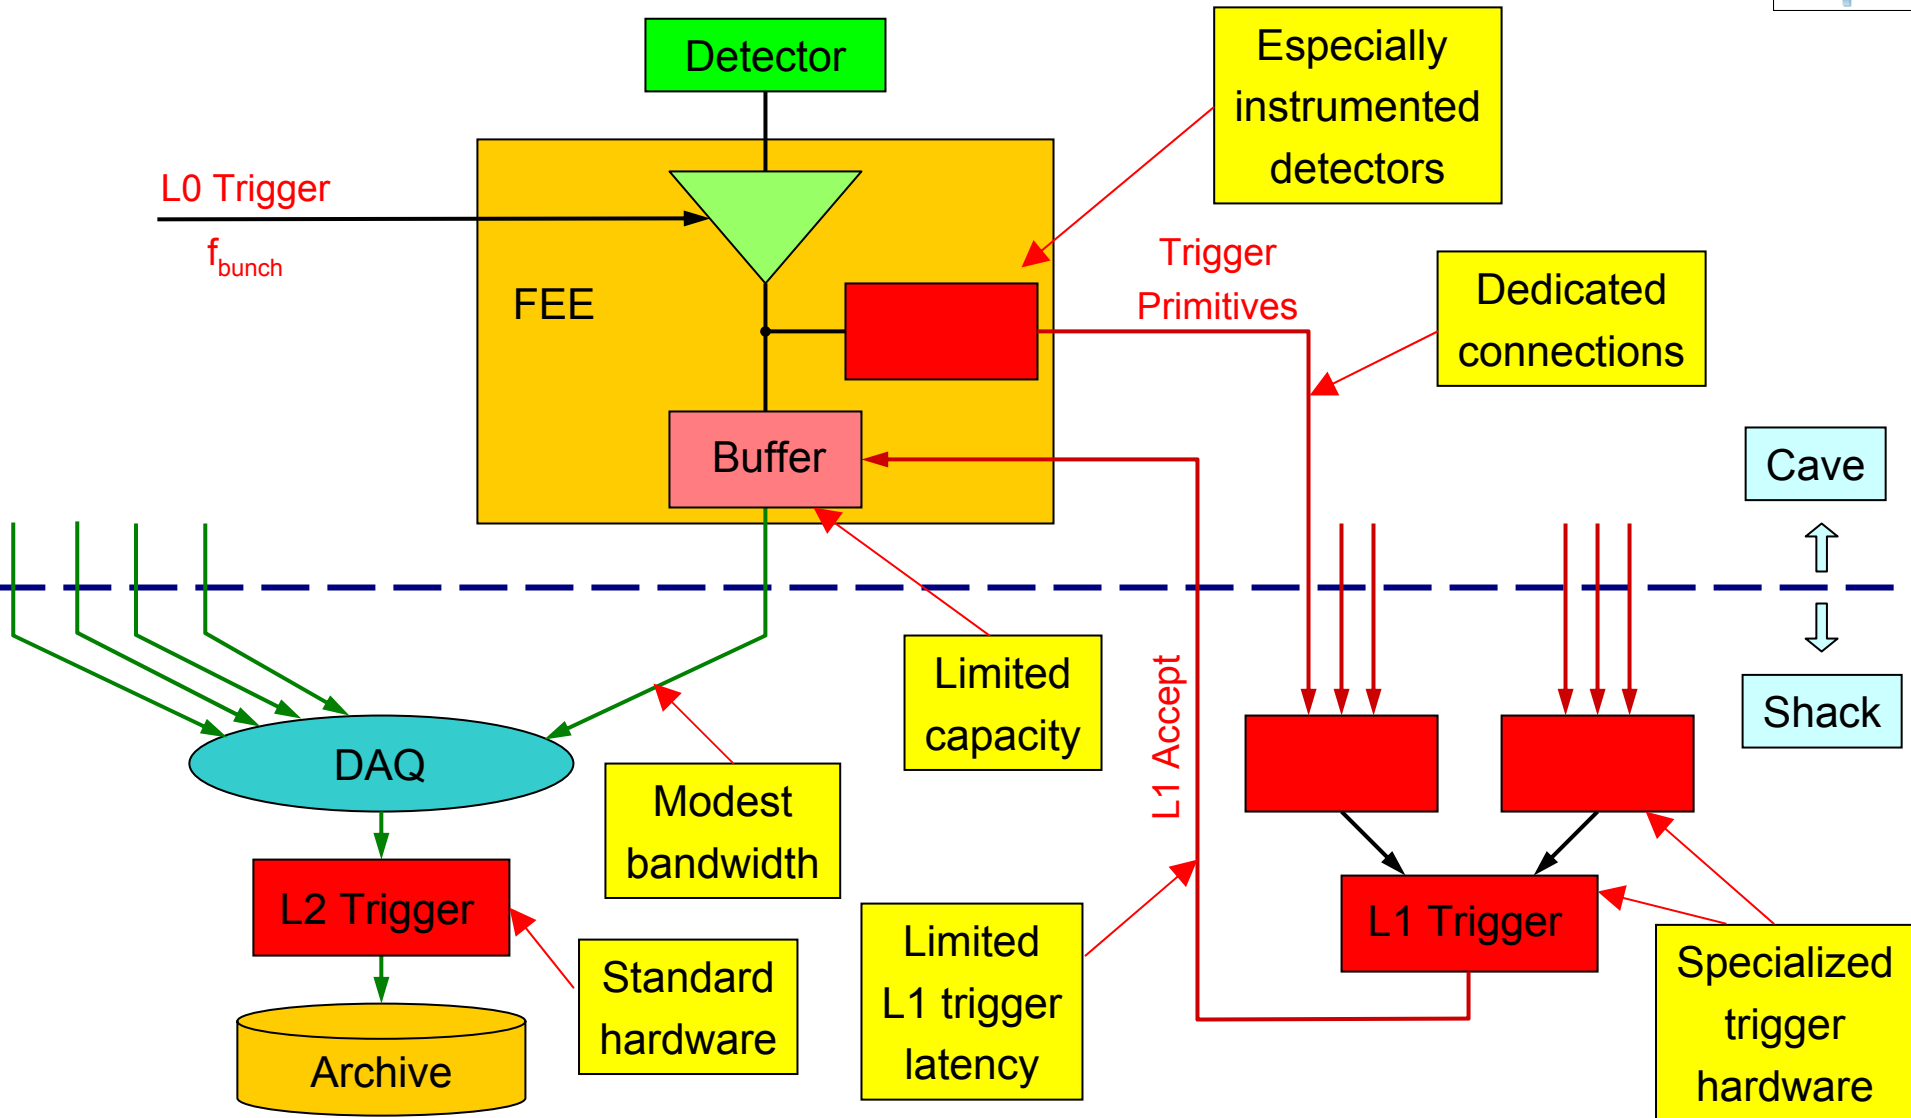 Detector
Especially
instrumented
detectors
L0 Trigger
f_bunch
FEE
Trigger
Primitives
Dedicated
connections
Buffer
Cave
Shack
Limited
capacity
L1 Accept
DAQ
Modest
bandwidth
L2 Trigger
Standard
hardware
Limited
L1 trigger
latency
L1 Trigger
Specialized
trigger
hardware
Archive